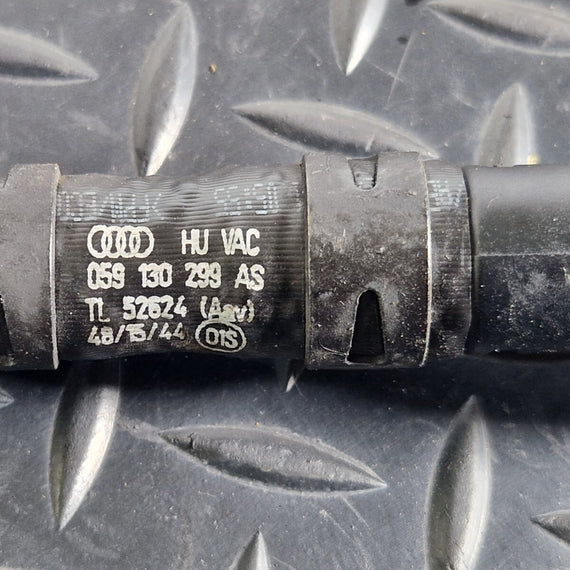 HU VAC
059 130 299 AS
TL 52624 (Aav)
48/15/44 01S